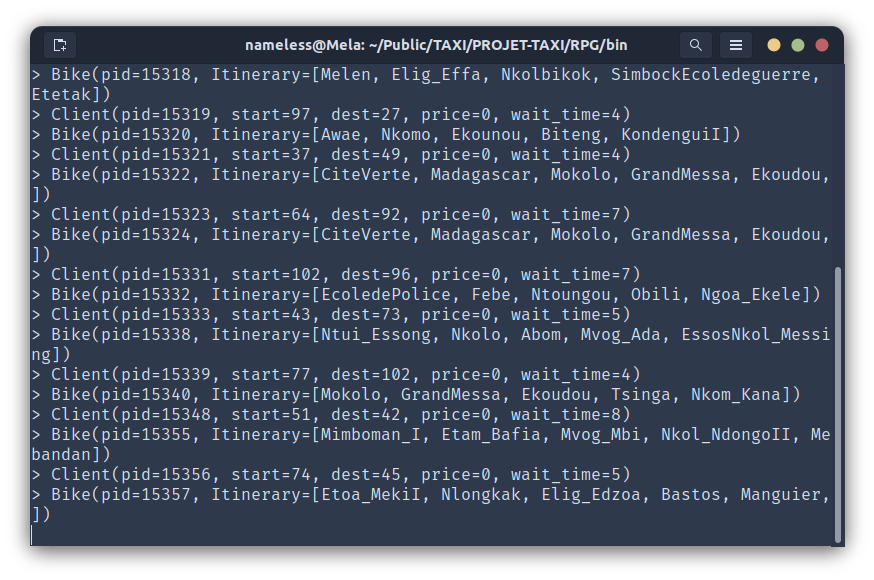 nameless@Mela: ~/Public/TAXI/PROJET-TAXI/RPG/bin
> Bike(pid=15318, Itinerary=[Melen, Elig_Effa, Nkolbikok, SimbockEcoledeguerre,
Etetak])
> Client(pid=15319, start=97, dest=27, price=0, wait_time=4)
> Bike(pid=15320, Itinerary=[Awae, Nkomo, Ekounou, Biteng, KondenguiI])
> Client(pid=15321, start=37, dest=49, price=0, wait_time=4)
> Bike(pid=15322, Itinerary=[CiteVerte, Madagascar, Mokolo, GrandMessa, Ekoudou,
])
> Client(pid=15323, start=64, dest=92, price=0, wait_time=7)
> Bike(pid=15324, Itinerary=[CiteVerte, Madagascar, Mokolo, GrandMessa, Ekoudou,
])
> Client(pid=15331, start=102, dest=96, price=0, wait_time=7)
> Bike(pid=15332, Itinerary=[EcoledePolice, Febe, Ntoungou, Obili, Ngoa_Ekele])
> Client(pid=15333, start=43, dest=73, price=0, wait_time=5)
> Bike(pid=15338, Itinerary=[Ntui_Essong, Nkolo, Abom, Mvog_Ada, EssosNkol_Messi
ng])
> Client(pid=15339, start=77, dest=102, price=0, wait_time=4)
> Bike(pid=15340, Itinerary=[Mokolo, GrandMessa, Ekoudou, Tsinga, Nkom_Kana])
> Client(pid=15348, start=51, dest=42, price=0, wait_time=8)
> Bike(pid=15355, Itinerary=[Mimboman_I, Etam_Bafia, Mvog_Mbi, Nkol_NdongoII, Me
bandan])
> Client(pid=15356, start=74, dest=45, price=0, wait_time=5)
> Bike(pid=15357, Itinerary=[Etoa_MekiI, Nlongkak, Elig_Edzoa, Bastos, Manguier,
])